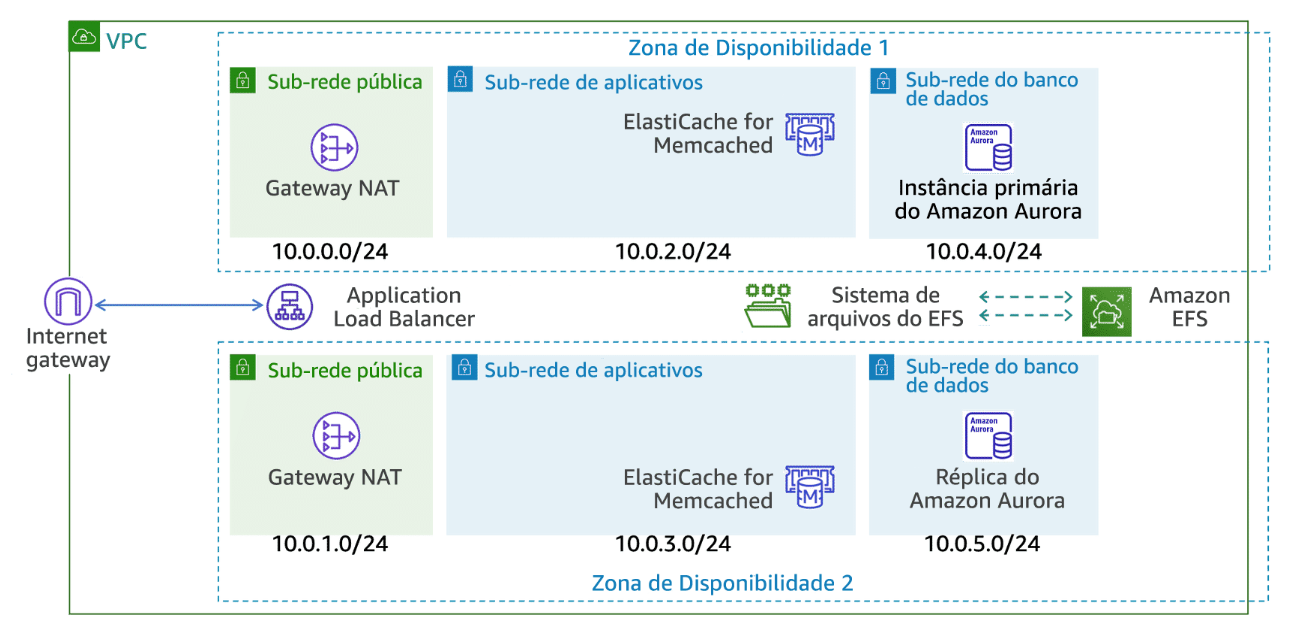 VPC
Zona de Disponibilidade 1
Sub-rede pública
Gateway NAT
10.0.0.0/24
Sub-rede de aplicativos
ElastiCache for
Memcached
M
10.0.2.0/24
Sub-rede do banco
de dados
Amazon
Aurora
Instância primária
do Amazon Aurora
10.0.4.0/24
Internet
gateway
Application
Load Balancer
Sistema de
arquivos do EFS
Amazon
EFS
Sub-rede pública
Gateway NAT
10.0.1.0/24
Sub-rede de aplicativos
ElastiCache for
Memcached
M
10.0.3.0/24
Sub-rede do banco
de dados
Amazon
Aurora
Réplica do
Amazon Aurora
10.0.5.0/24
Zona de Disponibilidade 2